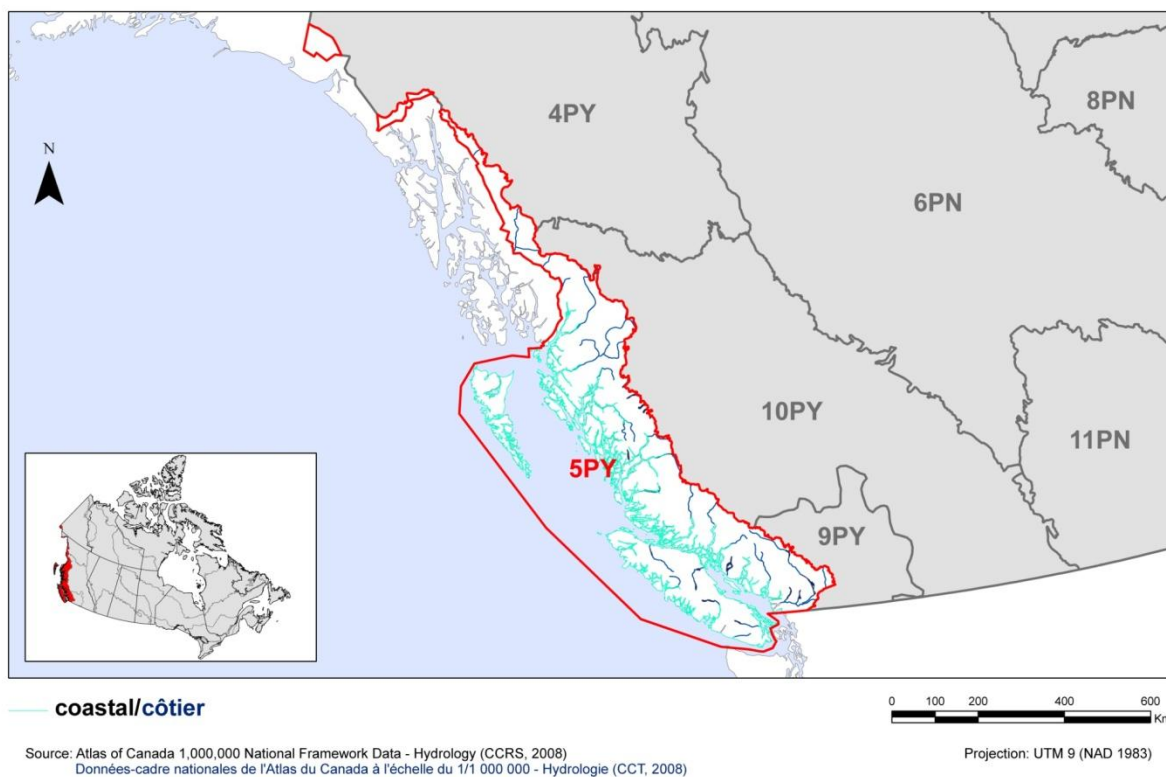 N
4PY
8PN
6PN
10PY
11PN
5PY
9PY
coastal/côtier
0 100 200 400 600
Km
Source: Atlas of Canada 1,000,000 National Framework Data - Hydrology (CCRS, 2008)
Données-cadre nationales de l'Atlas du Canada à l'échelle du 1/1 000 000 - Hydrologie (CCT, 2008)
Projection: UTM 9 (NAD 1983)